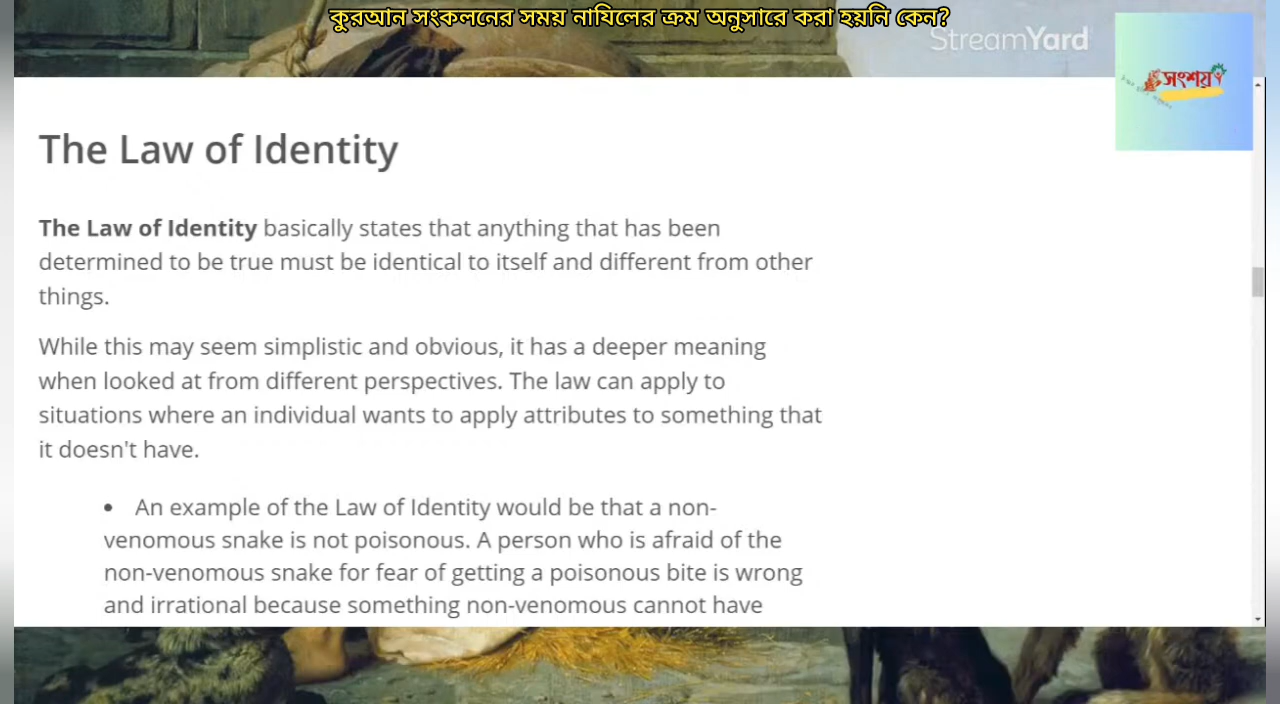 কুরআন সংকলনের সময় নাযিলের ক্রম অনুসারে করা হয়নি কেন?
StreamYard
সংশয়
The Law of Identity
The Law of Identity basically states that anything that has been
determined to be true must be identical to itself and different from other
things.
While this may seem simplistic and obvious, it has a deeper meaning
when looked at from different perspectives. The law can apply to
situations where an individual wants to apply attributes to something that
it doesn't have.
• An example of the Law of Identity would be that a non-
venomous snake is not poisonous. A person who is afraid of the
non-venomous snake for fear of getting a poisonous bite is wrong
and irrational because something non-venomous cannot have